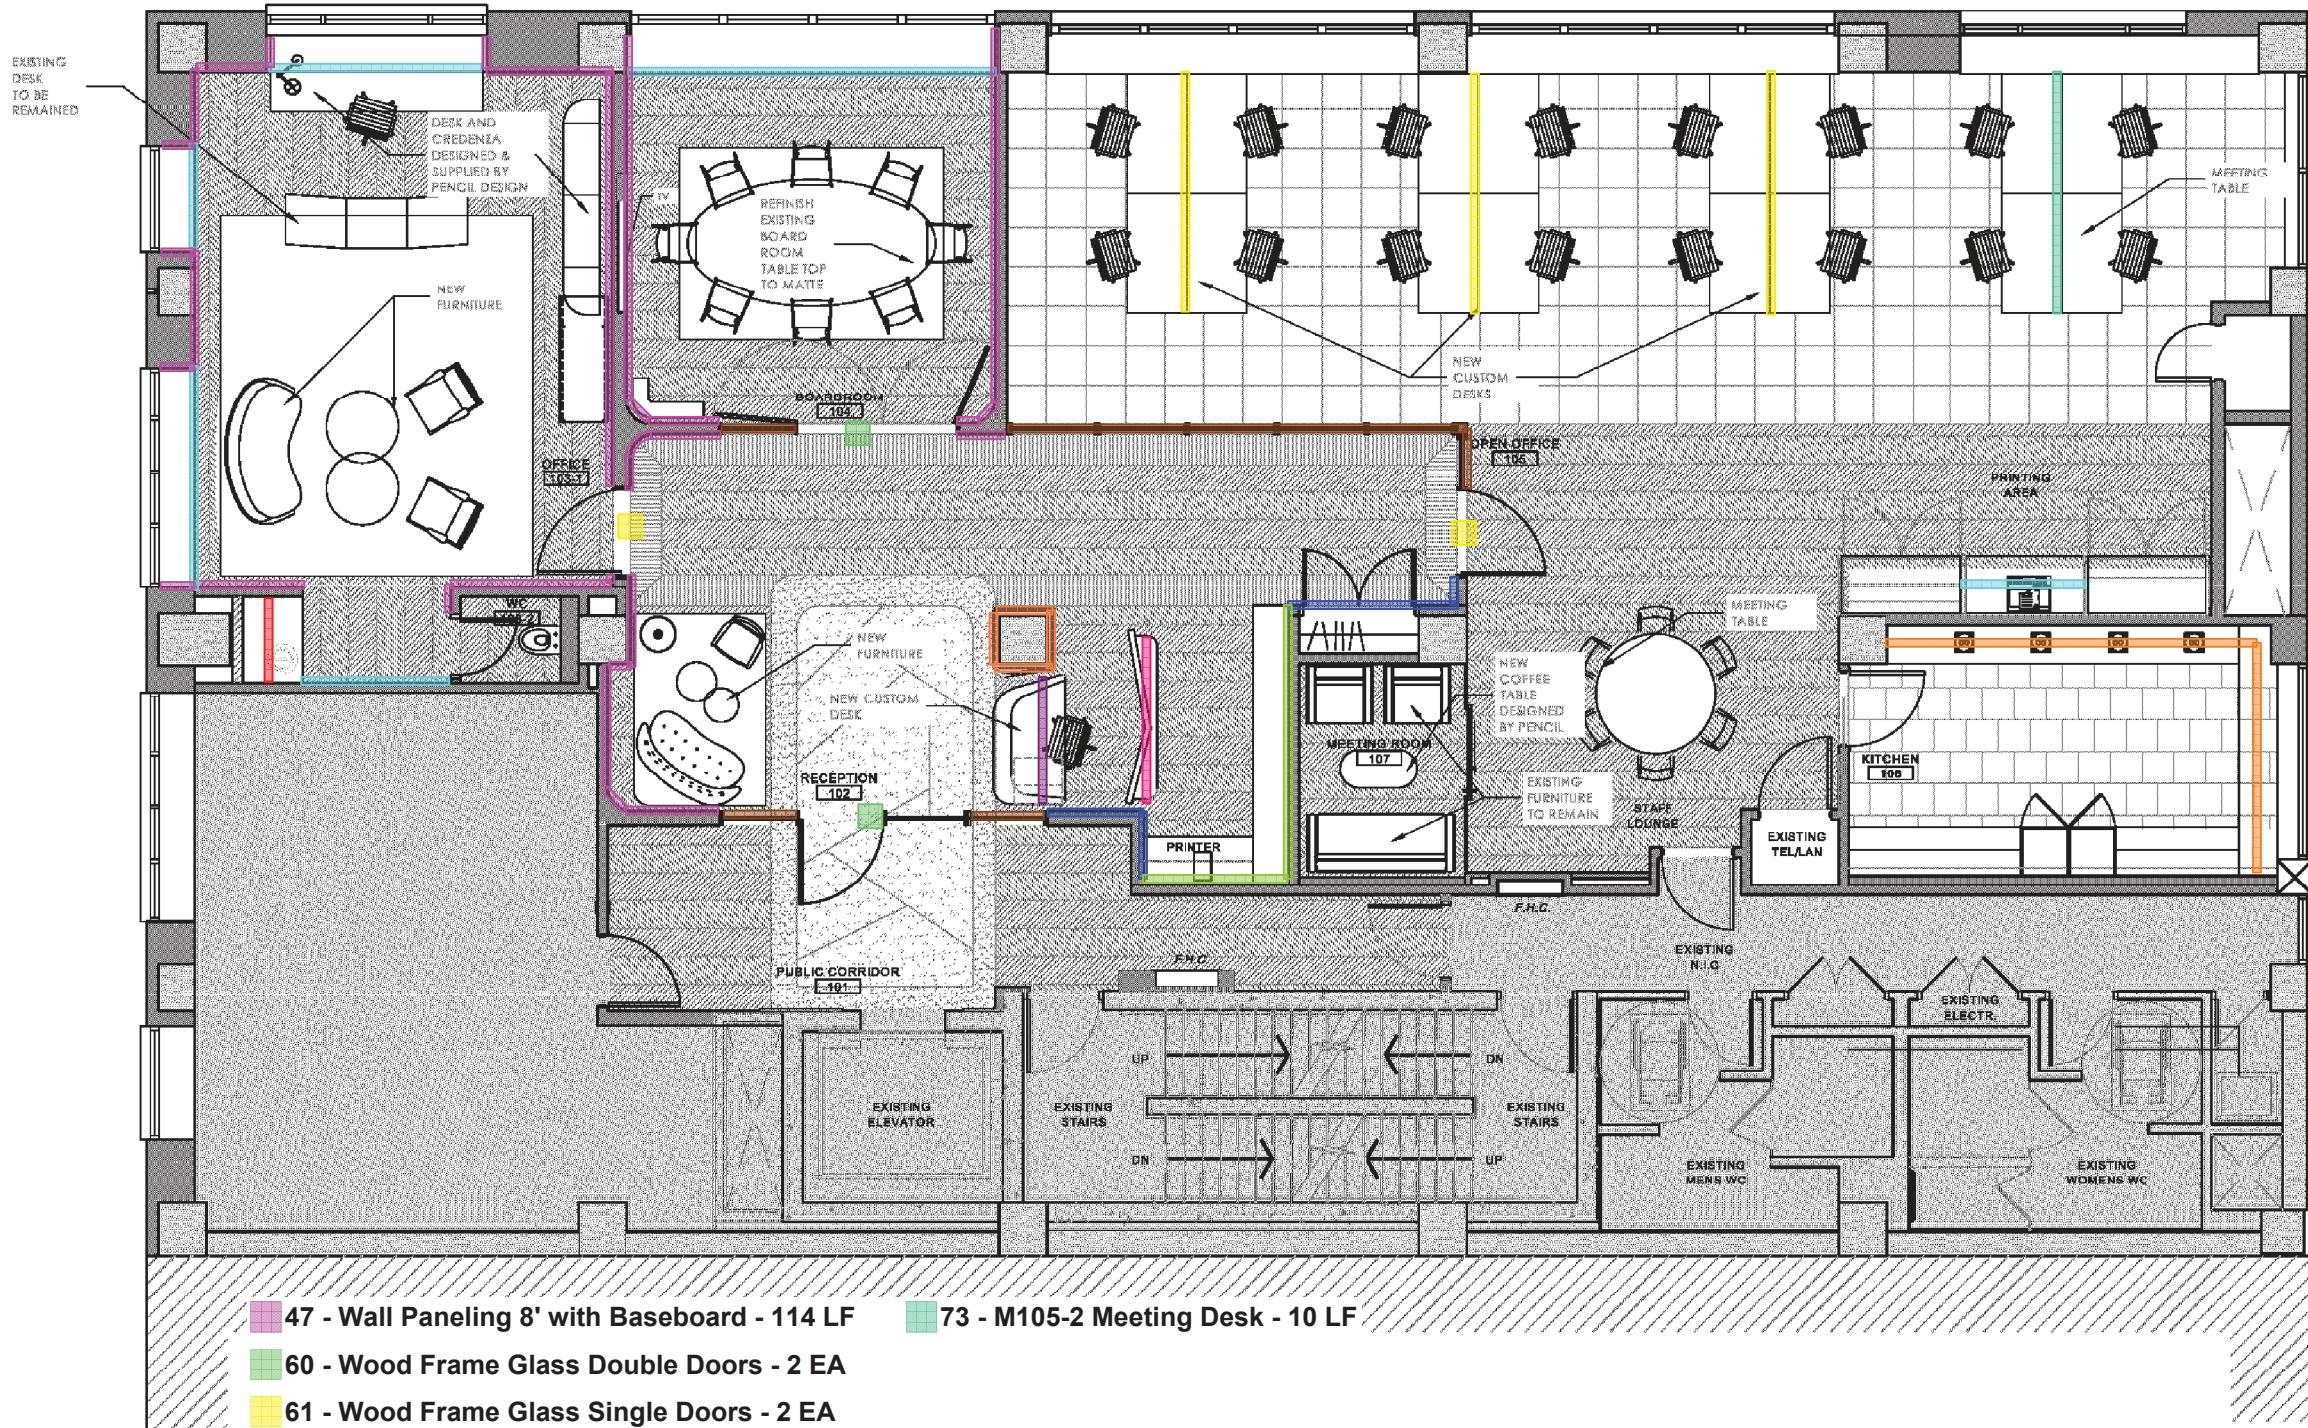 EXISTING
DESK
TO BE
REMAINED
DESK AND
CREDENZA
DESIGNED &
SUPPLIED BY
PENCIL DESIGN
TV
REFINISH
EXISTING
BOARD
ROOM
TABLE TOP
TO MATTE
MEETING
TABLE
NEW
FURNITURE
NEW
CUSTOM
DESKS
BOARDROOM
104
OFFICE
103-1
OPEN OFFICE
105
PRINTING
AREA
WC
NEW
FURNITURE
NEW CUSTOM
DESK
MEETING
TABLE
NEW
COFFEE
TABLE
DESIGNED
BY PENCIL
MEETING ROOM
107
RECEPTION
102
KITCHEN
106
EXISTING
FURNITURE
TO REMAIN
STAFF
LOUNGE
EXISTING
TEL/LAN
PRINTER
F.H.C.
F.H.C
EXISTING
N.I.C
PUBLIC CORRIDOR
101
EXISTING
ELECTR.
UP
DN
EXISTING
ELEVATOR
EXISTING
STAIRS
EXISTING
STAIRS
DN
UP
EXISTING
MENS WC
EXISTING
WOMENS WC
47 - Wall Paneling 8' with Baseboard - 114 LF
73 - M105-2 Meeting Desk - 10 LF
60 - Wood Frame Glass Double Doors - 2 EA
61 - Wood Frame Glass Single Doors - 2 EA